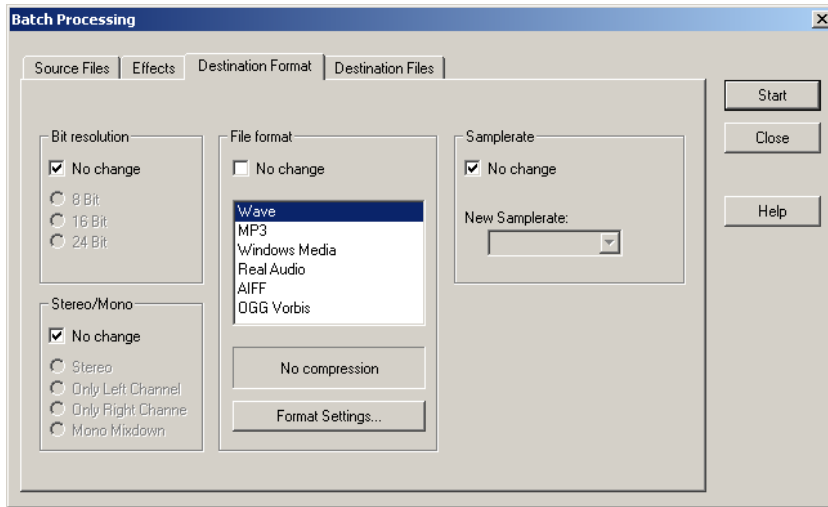 Batch Processing
Source Files
Effects
Destination Format
Destination Files
Start
Close
Help
Bit resolution
No change
8 Bit
16 Bit
24 Bit
Stereo/Mono
No change
Stereo
Only Left Channel
Only Right Channe
Mono Mixdown
File format
No change
Wave
MP3
Windows Media
Real Audio
AIFF
OGG Vorbis
No compression
Format Settings...
Samplerate
No change
New Samplerate: